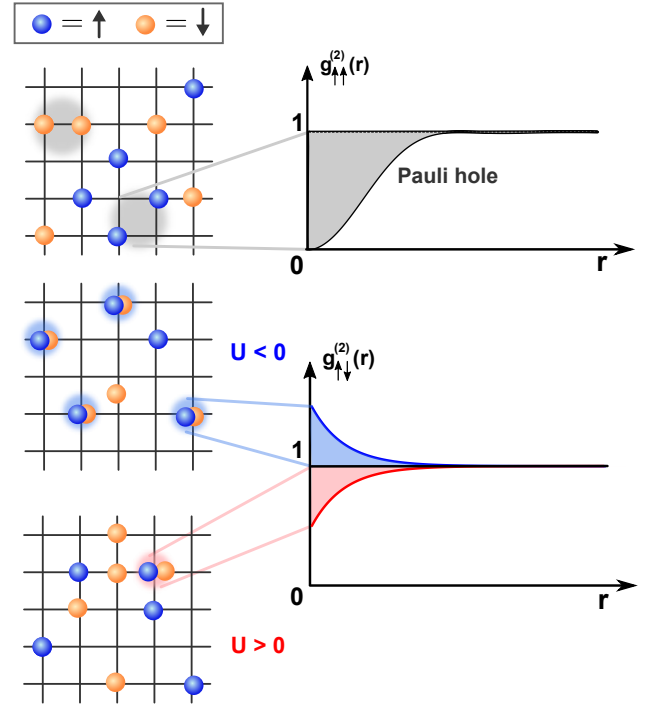 = ↑ = ↓
g↑↑^(2)(r)
1
Pauli hole
0
r
U < 0
g↑↓^(2)(r)
1
0
r
U > 0